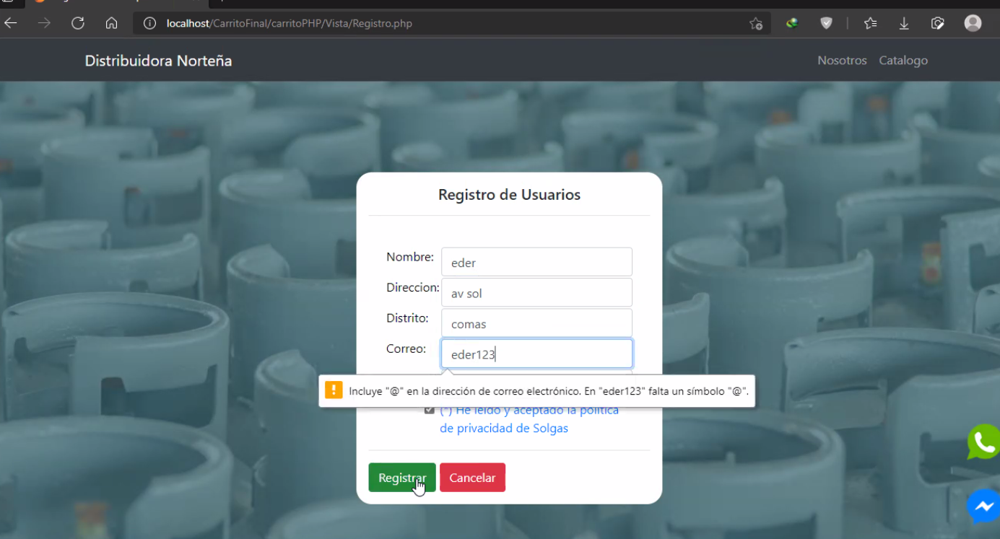 localhost/CarritoFinal/carritoPHP/Vista/Registro.php
Distribuidora Norteña
Nosotros Catalogo
Registro de Usuarios
Nombre: eder
Direccion: av sol
Distrito: comas
Correo: eder123
Incluye "@" en la dirección de correo electrónico. En "eder123" falta un símbolo "@".
(*) He leído y aceptado la política
de privacidad de Solgas
Registrar Cancelar